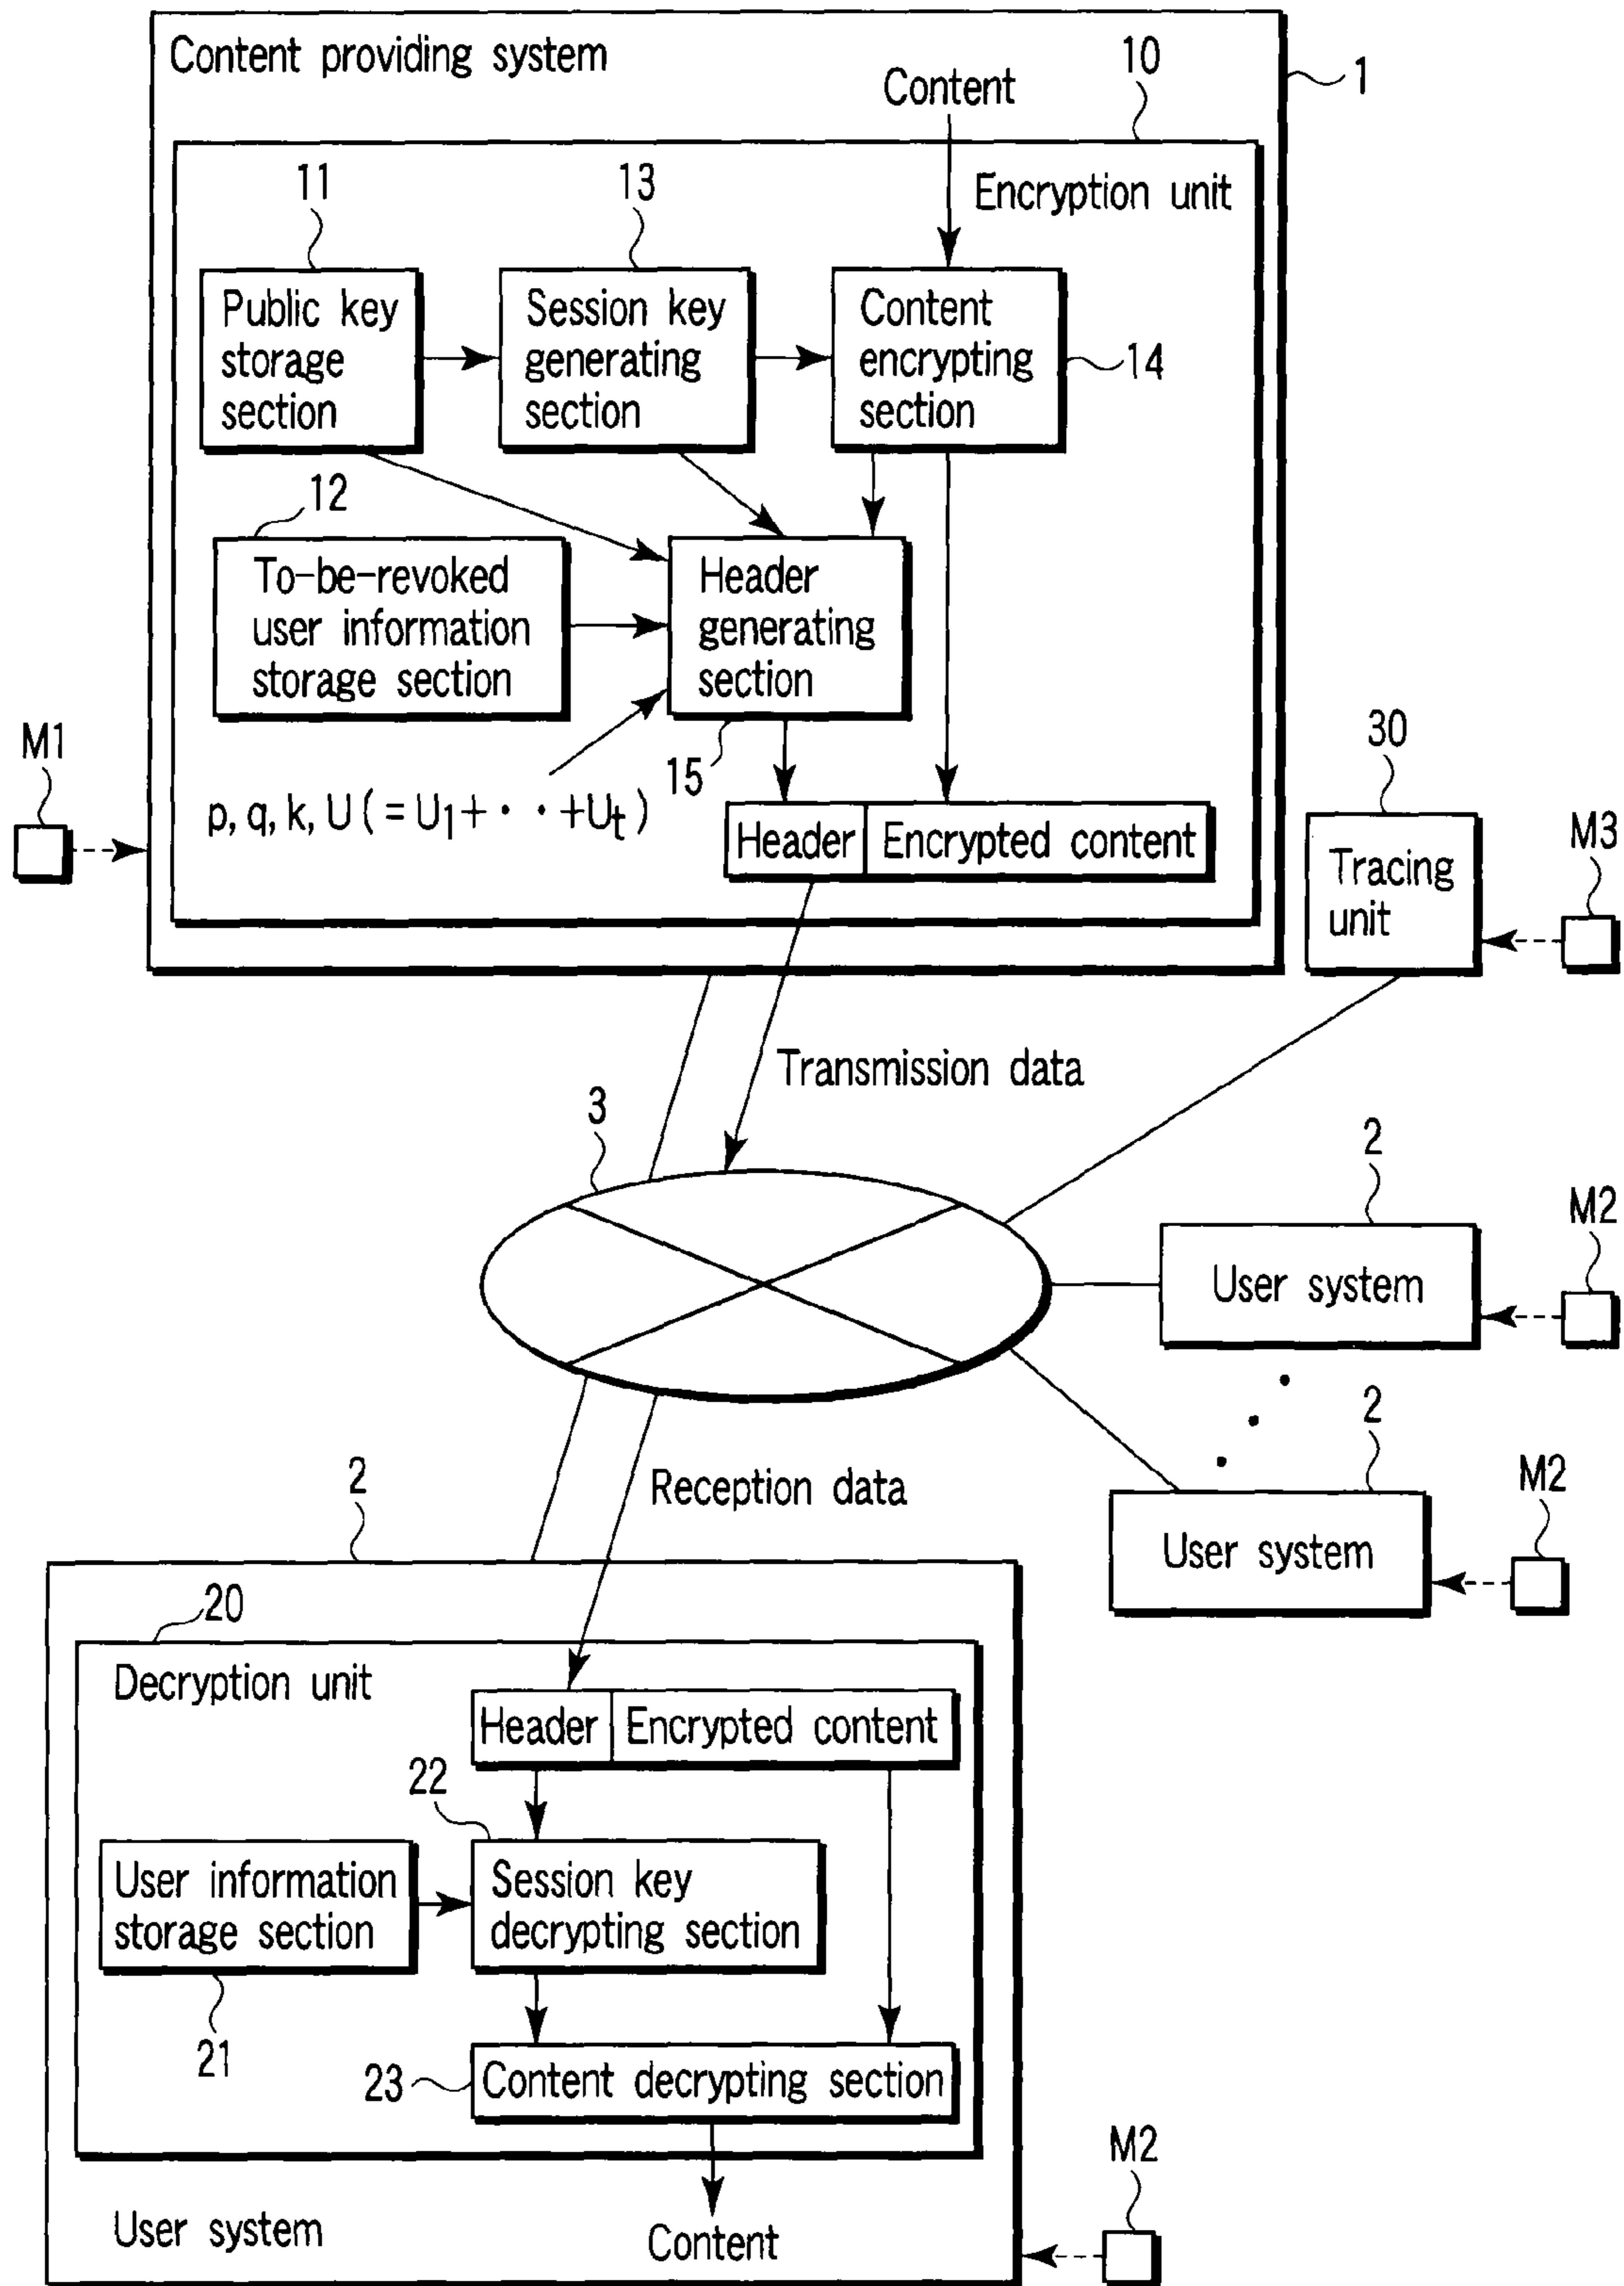 Content providing system
10
1
Content
Encryption unit
11
13
Public key
storage
section
Session key
generating
section
Content
encrypting
section
14
12
To-be-revoked
user information
storage section
Header
generating
section
15
p, q, k, U (= U1+ · · +Ut)
Header
Encrypted content
M1
30
Tracing
unit
M3
Transmission data
3
2
User system
M2
2
User system
M2
Reception data
2
20
Decryption unit
Header
Encrypted content
22
User information
storage section
Session key
decrypting section
21
23
Content decrypting section
Content
User system
M2